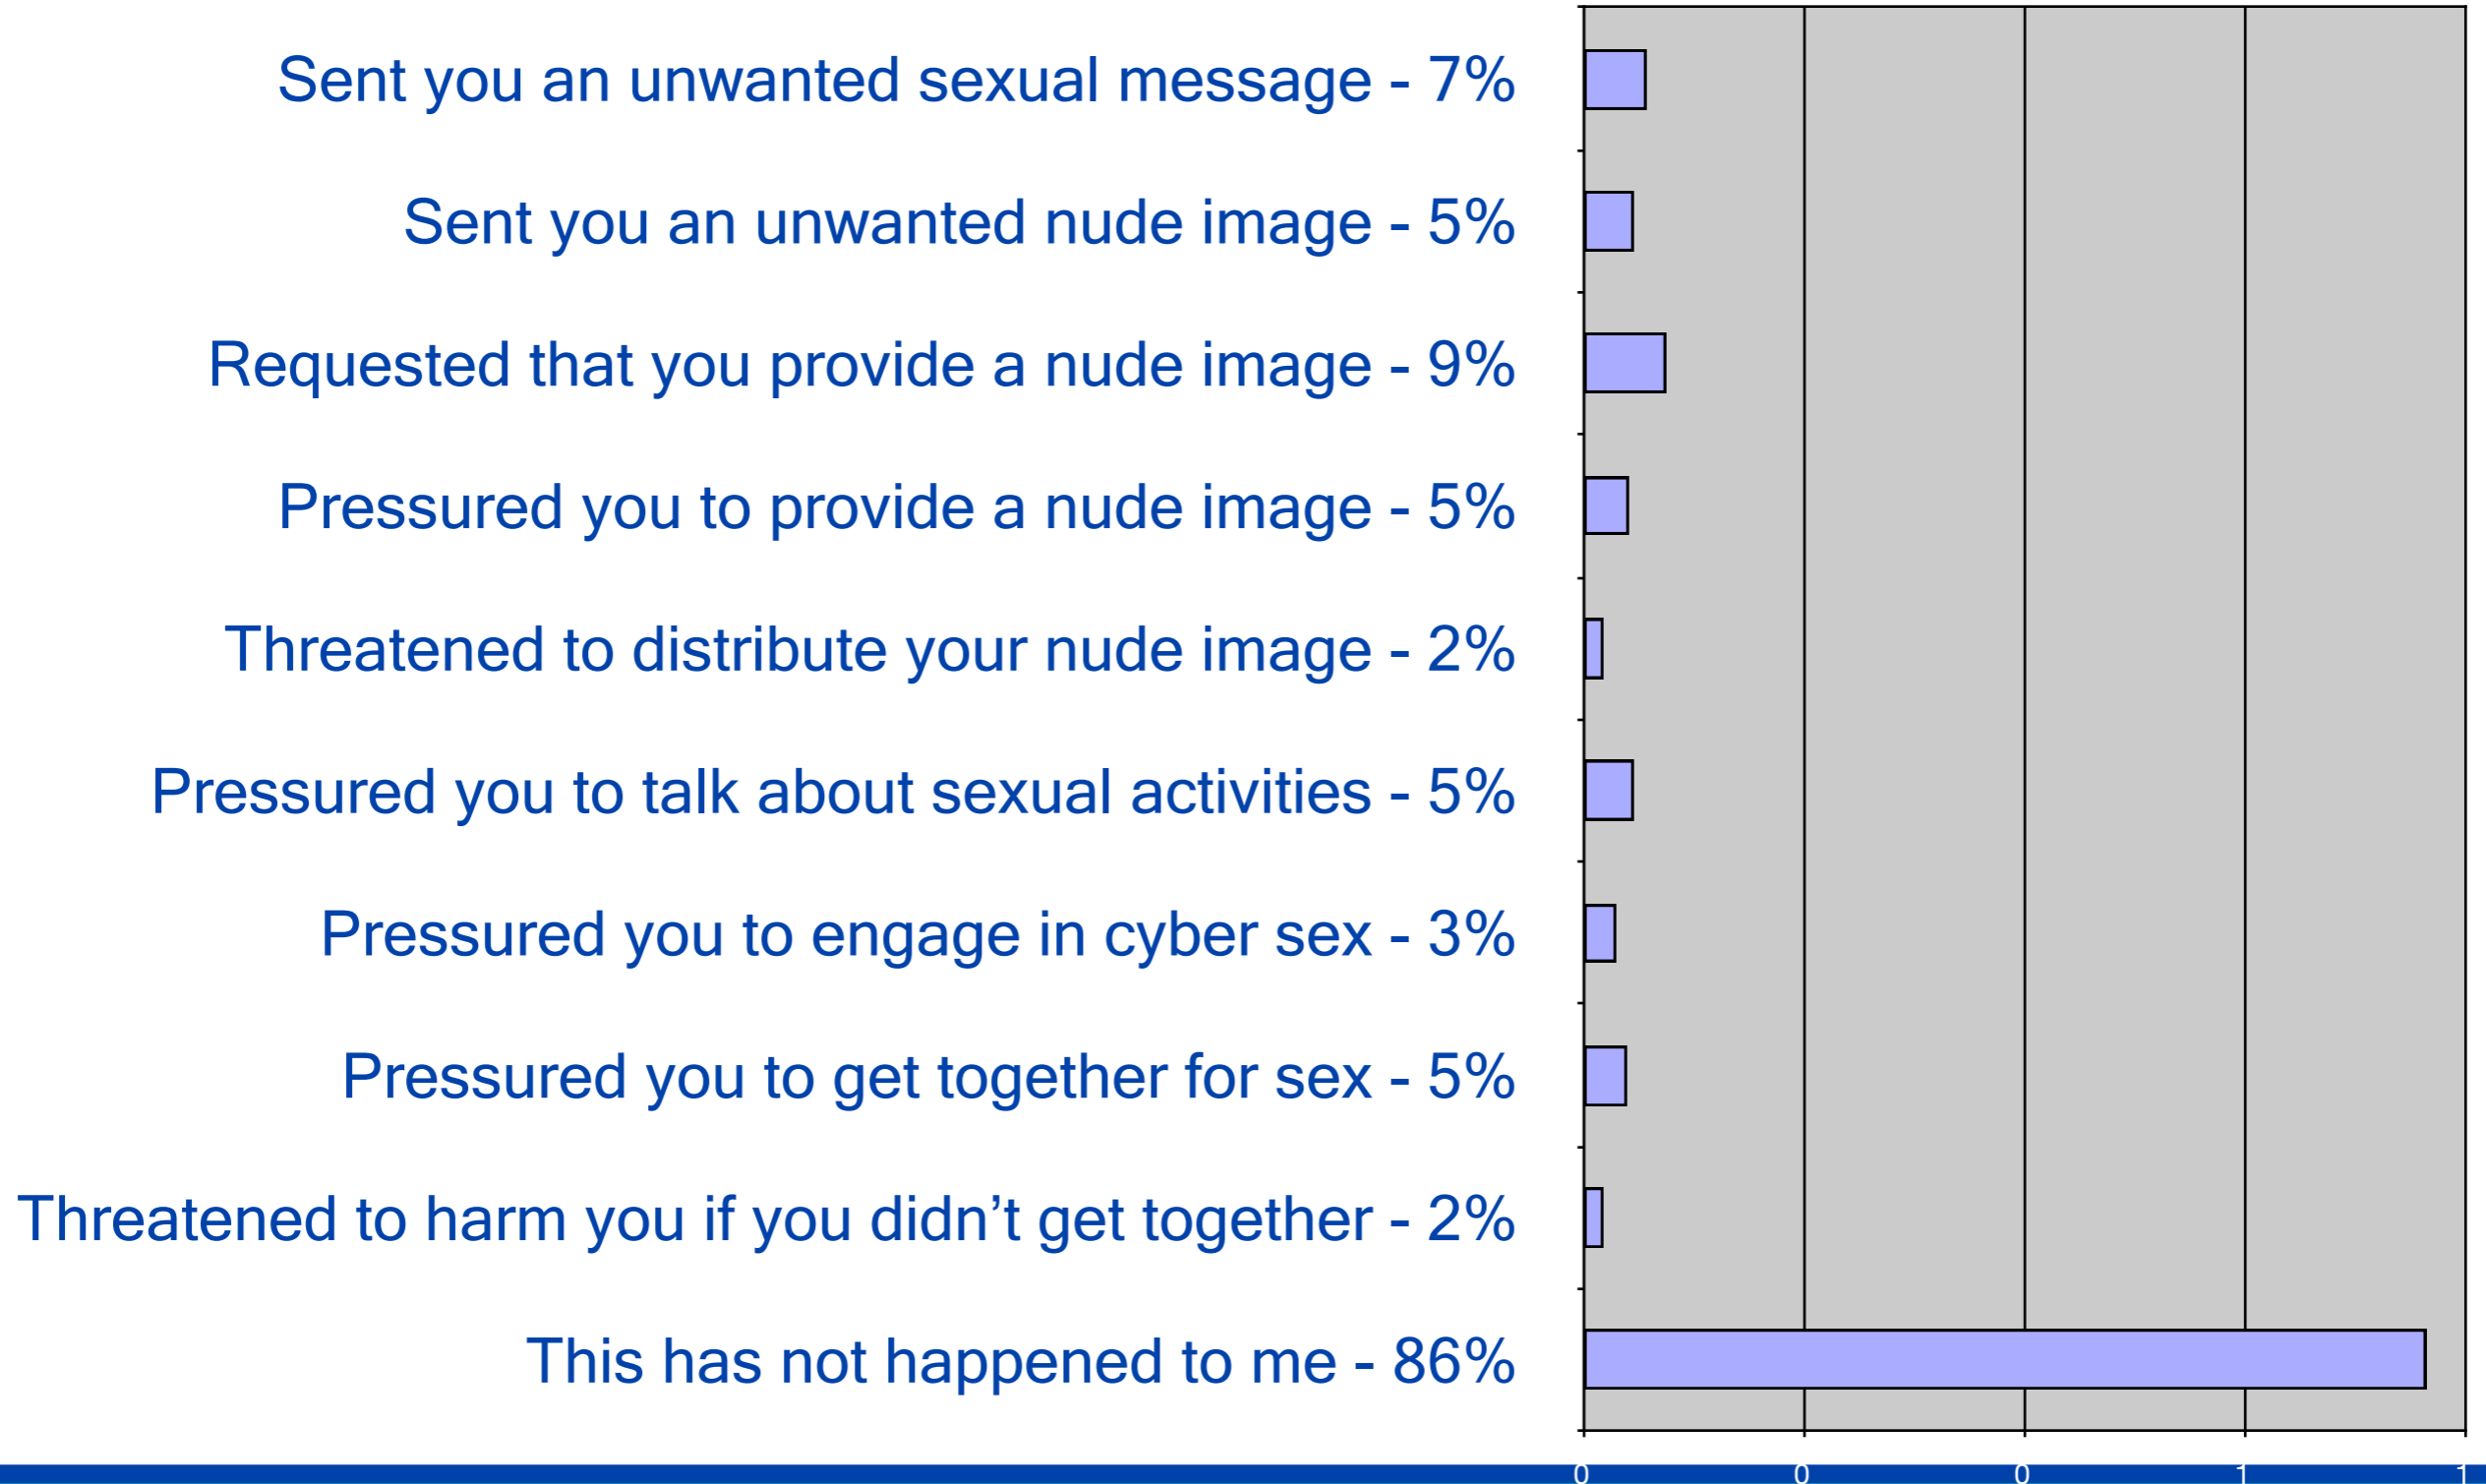 Sent you an unwanted sexual message - 7%
Sent you an unwanted nude image - 5%
Requested that you provide a nude image - 9%
Pressured you to provide a nude image - 5%
Threatened to distribute your nude image - 2%
Pressured you to talk about sexual activities - 5%
Pressured you to engage in cyber sex - 3%
Pressured you to get together for sex - 5%
Threatened to harm you if you didn’t get together - 2%
This has not happened to me - 86%
0 0 0 1 1